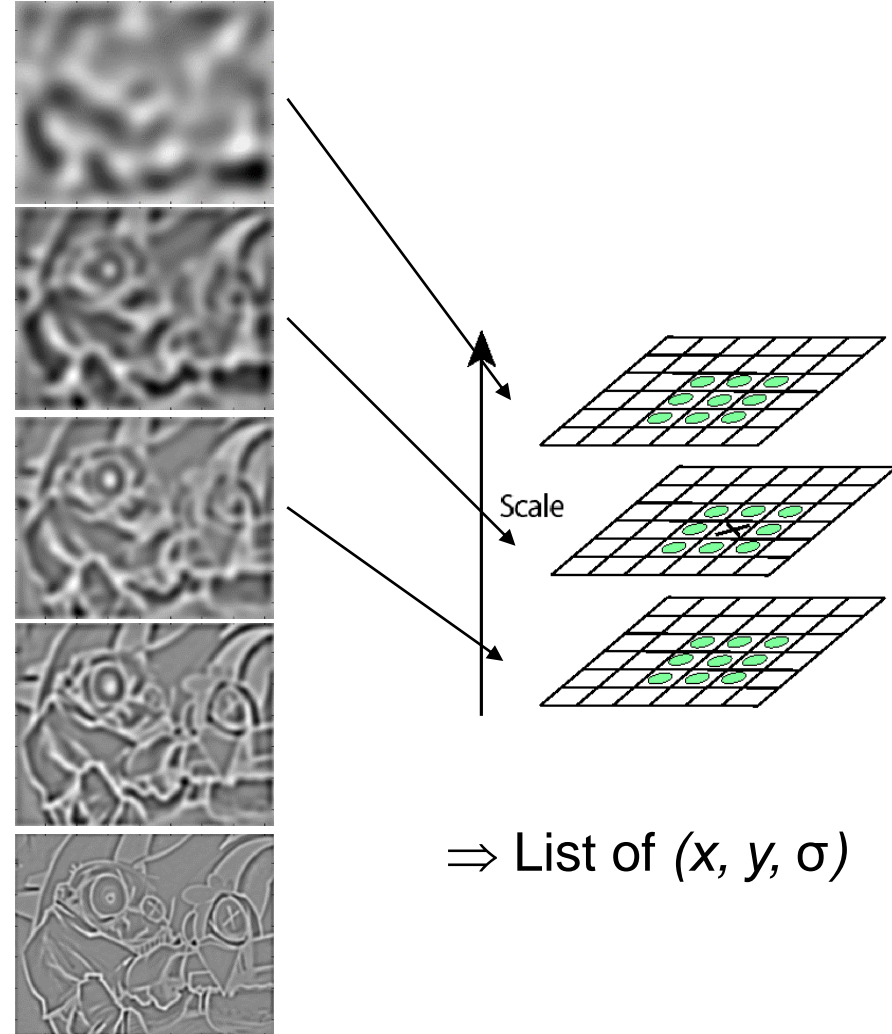 Scale
⇒ List of (x, y, σ)